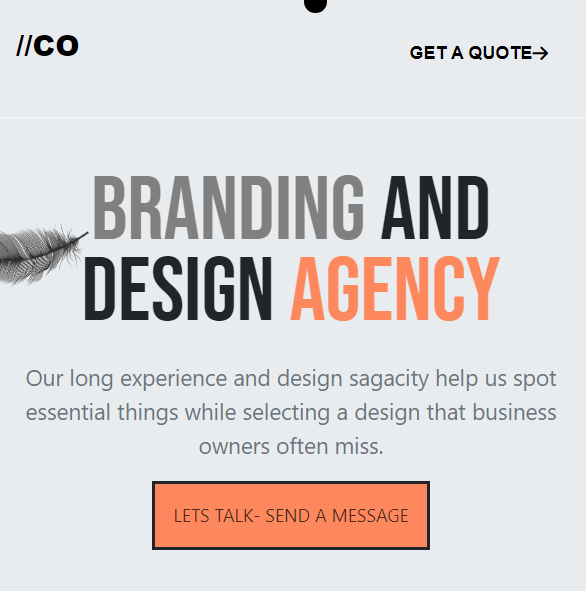 //CO
GET A QUOTE→
BRANDING AND
DESIGN AGENCY
Our long experience and design sagacity help us spot
essential things while selecting a design that business
owners often miss.
LETS TALK- SEND A MESSAGE